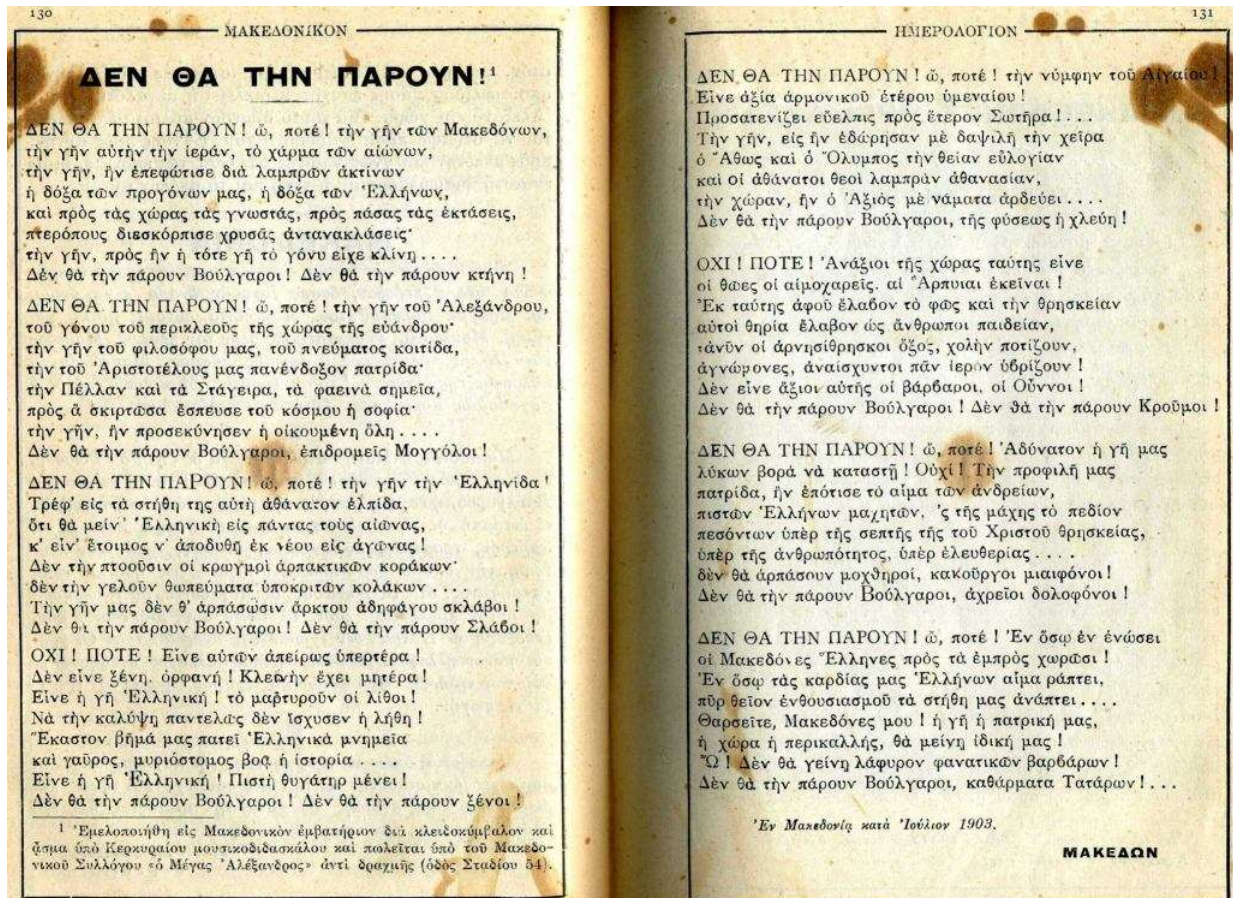 130
ΜΑΚΕΔΟΝΙΚΟΝ
ΔΕΝ ΘΑ ΤΗΝ ΠΑΡΟΥΝ!¹
ΔΕΝ ΘΑ ΤΗΝ ΠΑΡΟΥΝ! ὤ, ποτέ! τὴν γῆν τῶν Μακεδόνων,
τὴν γῆν αὐτὴν τὴν ἱεράν, τὸ χάρμα τῶν αἰώνων,
τὴν γῆν, ἣν ἐπεφώτισε διὰ λαμπρῶν ἀκτίνων
ἡ δόξα τῶν προγόνων μας, ἡ δόξα τῶν Ἑλλήνων,
καὶ πρὸς τὰς χώρας τὰς γνωστάς, πρὸς πάσας τὰς ἐκτάσεις,
πτερόπους διεσκόρπισε χρυσᾶς ἀντανακλάσεις·
τὴν γῆν, πρὸς ἣν ἡ τότε γῆ τὸ γόνυ εἶχε κλίνῃ....
Δὲν θὰ τὴν πάρουν Βούλγαροι! Δὲν θὰ τὴν πάρουν κτήνη!
ΔΕΝ ΘΑ ΤΗΝ ΠΑΡΟΥΝ! ὤ, ποτέ! τὴν γῆν τοῦ Ἀλεξάνδρου,
τοῦ γόνου τοῦ περικλεοῦς τῆς χώρας τῆς εὐάνδρου·
τὴν γῆν τοῦ φιλοσόφου μας, τοῦ πνεύματος κοιτίδα,
τὴν τοῦ Ἀριστοτέλους μας πανένδοξον πατρίδα·
τὴν Πέλλαν καὶ τὰ Στάγειρα, τὰ φαεινὰ σημεῖα,
πρὸς ἃ σκιρτῶσα ἔσπευσε τοῦ κόσμου ἡ σοφία·
τὴν γῆν, ἣν προσεκύνησεν ἡ οἰκουμένη ὅλη....
Δὲν θὰ τὴν πάρουν Βούλγαροι, ἐπιδρομεῖς Μογγόλοι!
ΔΕΝ ΘΑ ΤΗΝ ΠΑΡΟΥΝ! ὤ, ποτέ! τὴν γῆν τὴν Ἑλληνίδα!
Τρέφ' εἰς τὰ στήθη της αὐτὴ ἀθάνατον ἐλπίδα,
ὅτι θὰ μείν' Ἑλληνικὴ εἰς πάντας τοὺς αἰῶνας,
κ' εἶν' ἕτοιμος ν' ἀποδυθῇ ἐκ νέου εἰς ἀγῶνας!
Δὲν τὴν πτοοῦσιν οἱ κρωγμοὶ ἁρπακτικῶν κοράκων·
δὲν τὴν γελοῦν θωπεύματα ὑποκριτῶν κολάκων....
Τὴν γῆν μας δὲν θ' ἁρπάσωσιν ἄρκτου ἀδηφάγου σκλάβοι!
Δὲν θὰ τὴν πάρουν Βούλγαροι! Δὲν θὰ τὴν πάρουν Σλάβοι!
ΟΧΙ! ΠΟΤΕ! Εἶνε αὐτῶν ἀπείρως ὑπερτέρα!
Δὲν εἶνε ξένη. ὀρφανή! Κλεινὴν ἔχει μητέρα!
Εἶνε ἡ γῆ Ἑλληνική! τὸ μαρτυροῦν οἱ λίθοι!
Νὰ τὴν καλύψῃ παντελῶς δὲν ἴσχυσεν ἡ λήθη!
Ἕκαστον βῆμά μας πατεῖ Ἑλληνικὰ μνημεῖα
καὶ γαῦρος, μυριόστομος βοᾷ ἡ ἱστορία....
Εἶνε ἡ γῆ Ἑλληνική! Πιστὴ θυγάτηρ μένει!
Δὲν θὰ τὴν πάρουν Βούλγαροι! Δὲν θὰ τὴν πάρουν ξένοι!
¹ Ἐμελοποιήθη εἰς Μακεδονικὸν ἐμβατήριον διὰ κλειδοκύμβαλον καὶ
ᾆσμα ὑπὸ Κερκυραίου μουσικοδιδασκάλου καὶ πωλεῖται ὑπὸ τοῦ Μακεδο-
νικοῦ Συλλόγου «ὁ Μέγας Ἀλέξανδρος» ἀντὶ δραχμῆς (ὁδὸς Σταδίου 54).
131
ΗΜΕΡΟΛΟΓΙΟΝ
ΔΕΝ ΘΑ ΤΗΝ ΠΑΡΟΥΝ! ὤ, ποτέ! τὴν νύμφην τοῦ Αἰγαίου!
Εἶνε ἀξία ἁρμονικοῦ ἑτέρου ὑμεναίου!
Προσατενίζει εὔελπις πρὸς ἕτερον Σωτῆρα!...
Τὴν γῆν, εἰς ἣν ἐδώρησαν μὲ δαψιλῆ τὴν χεῖρα
ὁ Ἄθως καὶ ὁ Ὄλυμπος τὴν θείαν εὐλογίαν
καὶ οἱ ἀθάνατοι θεοὶ λαμπρὰν ἀθανασίαν,
τὴν χώραν, ἣν ὁ Ἀξιὸς μὲ νάματα ἀρδεύει....
Δὲν θὰ τὴν πάρουν Βούλγαροι, τῆς φύσεως ἡ χλεύη!
ΟΧΙ! ΠΟΤΕ! Ἀνάξιοι τῆς χώρας ταύτης εἶνε
οἱ θῶες οἱ αἱμοχαρεῖς. αἱ Ἅρπυιαι ἐκεῖναι!
Ἐκ ταύτης ἀφοῦ ἔλαβον τὸ φῶς καὶ τὴν θρησκείαν
αὐτοὶ θηρία ἔλαβον ὡς ἄνθρωποι παιδείαν,
τανῦν οἱ ἀρνησίθρησκοι ὄξος, χολὴν ποτίζουν,
ἀγνώμονες, ἀναίσχυντοι πᾶν ἱερὸν ὑβρίζουν!
Δὲν εἶνε ἄξιοι αὐτῆς οἱ βάρβαροι, οἱ Οὗννοι!
Δὲν θὰ τὴν πάρουν Βούλγαροι! Δὲν θὰ τὴν πάρουν Κροῦμοι!
ΔΕΝ ΘΑ ΤΗΝ ΠΑΡΟΥΝ! ὤ, ποτέ! Ἀδύνατον ἡ γῆ μας
λύκων βορὰ νὰ καταστῇ! Οὐχί! Τὴν προφιλῆ μας
πατρίδα, ἣν ἐπότισε τὸ αἷμα τῶν ἀνδρείων,
πιστῶν Ἑλλήνων μαχητῶν, 'ς τῆς μάχης τὸ πεδίον
πεσόντων ὑπὲρ τῆς σεπτῆς τῆς τοῦ Χριστοῦ θρησκείας,
ὑπὲρ τῆς ἀνθρωπότητος, ὑπὲρ ἐλευθερίας....
δὲν θὰ ἁρπάσουν μοχθηροί, κακοῦργοι μιαιφόνοι!
Δὲν θὰ τὴν πάρουν Βούλγαροι, ἀχρεῖοι δολοφόνοι!
ΔΕΝ ΘΑ ΤΗΝ ΠΑΡΟΥΝ! ὤ, ποτέ! Ἐν ὅσῳ ἐν ἑνώσει
οἱ Μακεδόνες Ἕλληνες πρὸς τὰ ἐμπρὸς χωρῶσι!
Ἐν ὅσῳ τὰς καρδίας μας Ἑλλήνων αἷμα ράπτει,
πῦρ θεῖον ἐνθουσιασμοῦ τὰ στήθη μας ἀνάπτει....
Θαρσεῖτε, Μακεδόνες μου! ἡ γῆ ἡ πατρική μας,
ἡ χώρα ἡ περικαλλής, θὰ μείνῃ ἰδική μας!
Ὤ! Δὲν θὰ γείνῃ λάφυρον φανατικῶν βαρβάρων!
Δὲν θὰ τὴν πάρουν Βούλγαροι, καθάρματα Τατάρων!...
Ἐν Μακεδονίᾳ κατὰ Ἰούλιον 1903.
ΜΑΚΕΔΩΝ